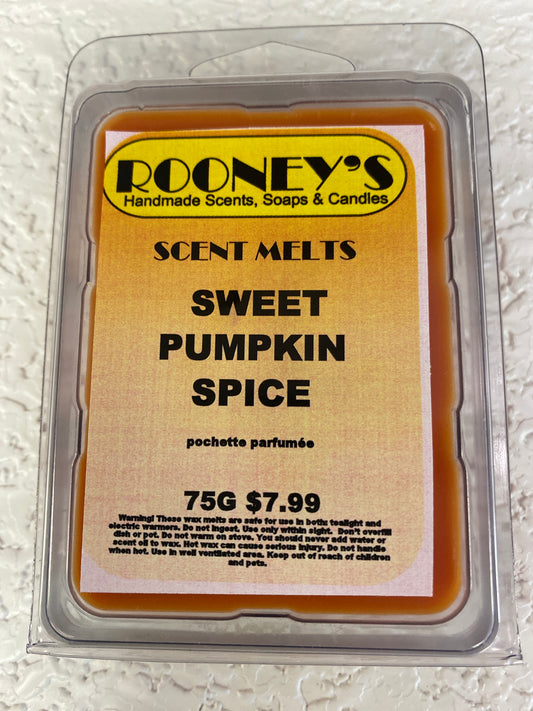 ROONEY'S
Handmade Scents, Soaps & Candles
SCENT MELTS
SWEET
PUMPKIN
SPICE
pochette parfumée
75G $7.99
Warning! These wax melts are safe for use in both tealight and
electric warmers. Do not ingest. Use only within sight. Don't overfill
dish or pot. Do not warm on stove. You should never add water or
scent oil to wax. Hot wax can cause serious injury. Do not handle
when hot. Use in well ventilated area. Keep out of reach of children
and pets.